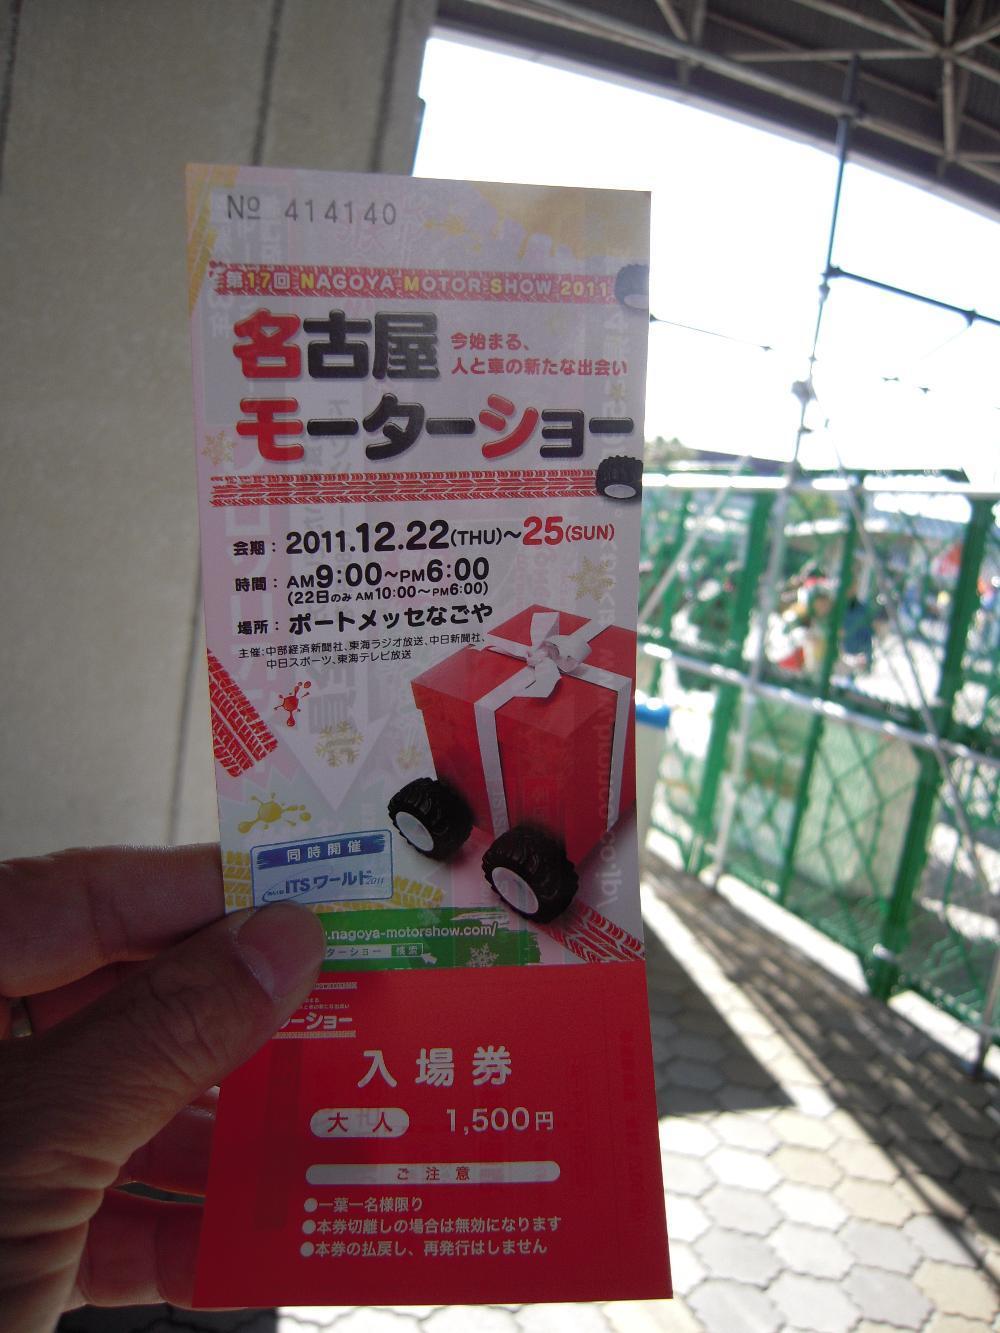 № 414140
第17回 NAGOYA MOTOR SHOW 2011
名古屋
今始まる、
人と車の新たな出会い
モーターショー
会期：2011.12.22(THU)～25(SUN)
時間：AM9:00～PM6:00
(22日のみ AM10:00～PM6:00)
場所：ポートメッセなごや
主催：中部経済新聞社、東海ラジオ放送、中日新聞社、
中日スポーツ、東海テレビ放送
同時開催
ITSワールド2011
.nagoya-motorshow.com/
ターショー 検索
ーショー
入場券
大人 1,500円
ご注意
●一葉一名様限り
●本券切離しの場合は無効になります
●本券の払戻し、再発行はしません